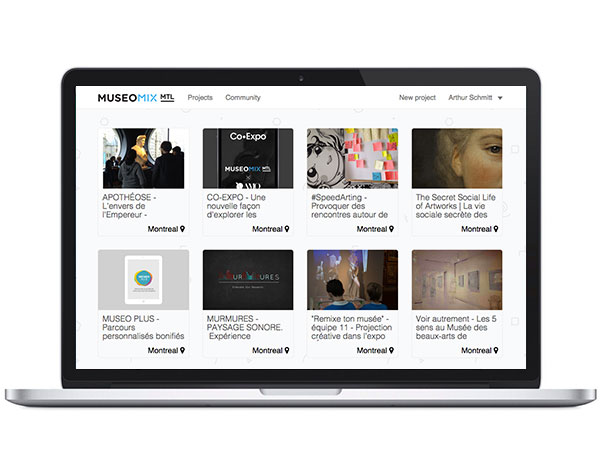 MUSEOMIX MTL Projects Community New project Arthur Schmitt
Co•Expo
MUSEOMIX MTL
×
APOTHÉOSE -
L'envers de
l'Empereur -
Montreal
CO-EXPO - Une
nouvelle façon
d'explorer les
Montreal
#SpeedArting -
Provoquer des
rencontres autour de
Montreal
The Secret Social Life
of Artworks | La vie
sociale secrète des
Montreal
MUSEO PLUS -
Parcours
personnalisés bonifiés
Montreal
MURMURES
MURMURES -
PAYSAGE SONORE.
Expérience
Montreal
"Remixe ton musée" -
équipe 11 - Projection
créative dans l'expo
Montreal
Voir autrement - Les 5
sens au Musée des
beaux-arts de
Montreal